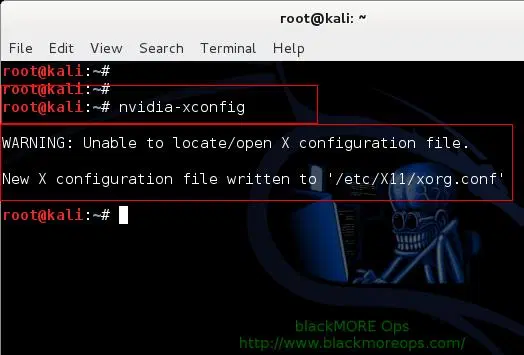 root@kali: ~
File Edit View Search Terminal Help
root@kali:~#
root@kali:~#
root@kali:~# nvidia-xconfig
WARNING: Unable to locate/open X configuration file.
New X configuration file written to '/etc/X11/xorg.conf'
root@kali:~#
blackMORE Ops
http://www.blackmoreops.com/